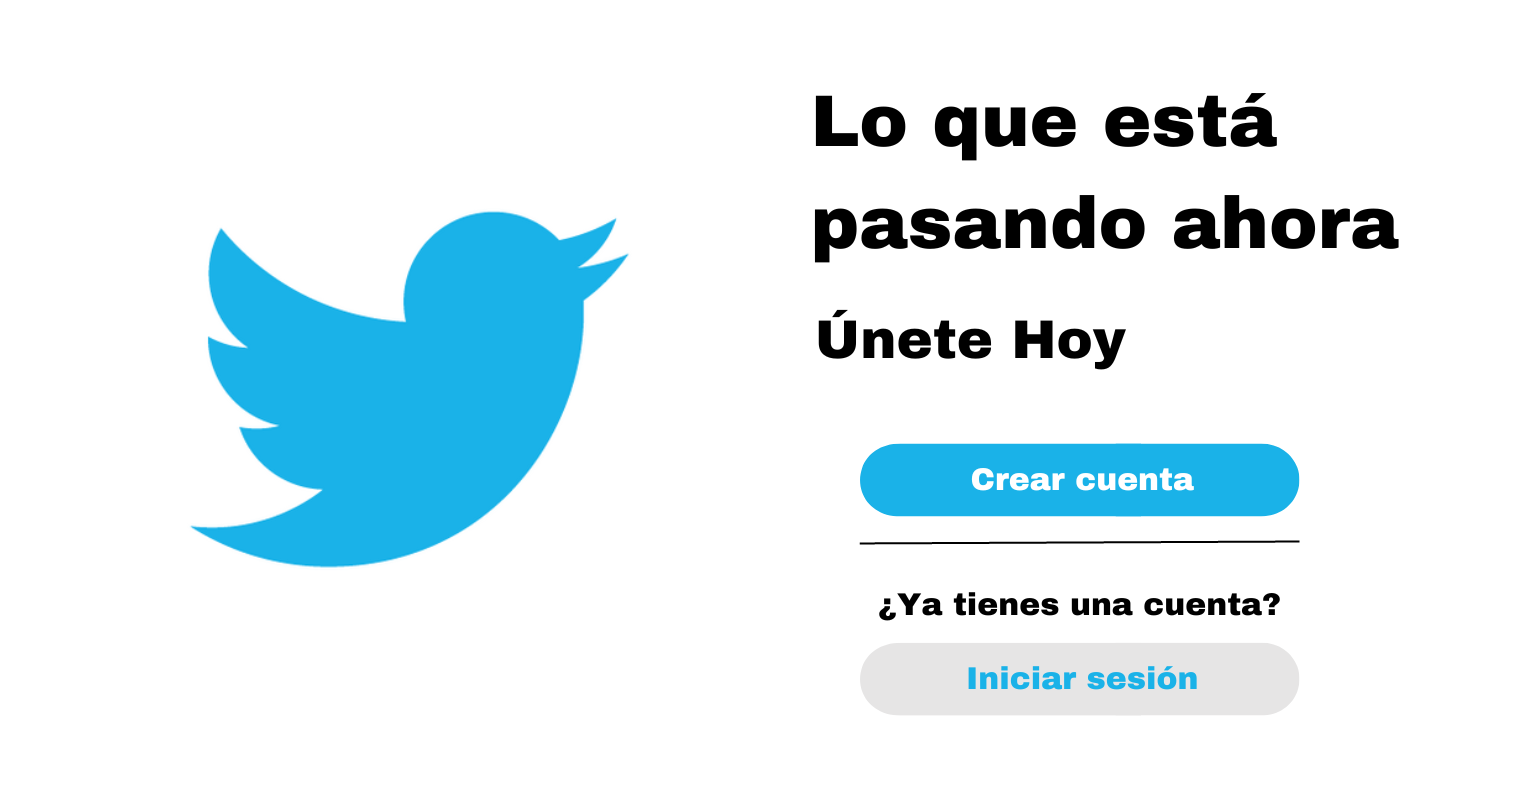 Lo que está
pasando ahora
Únete Hoy
Crear cuenta
¿Ya tienes una cuenta?
Iniciar sesión